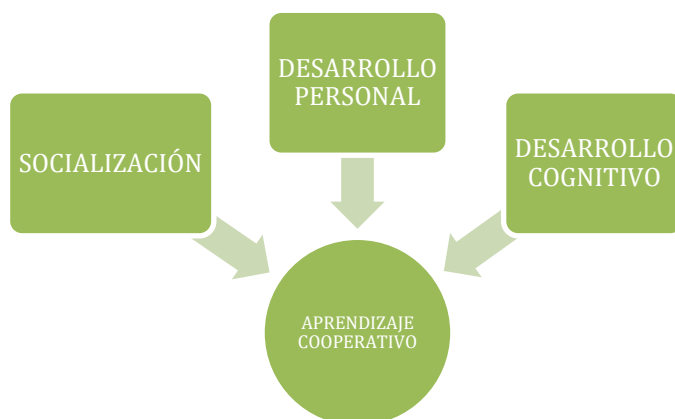 SOCIALIZACIÓN
DESARROLLO
PERSONAL
DESARROLLO
COGNITIVO
APRENDIZAJE
COOPERATIVO